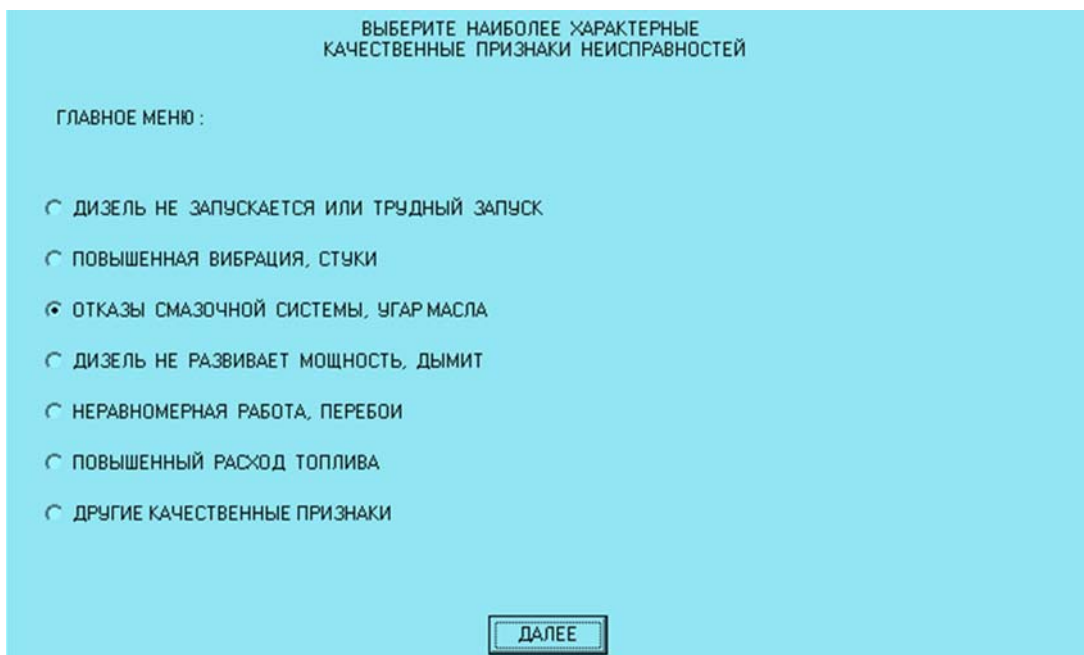 ВЫБЕРИТЕ НАИБОЛЕЕ ХАРАКТЕРНЫЕ
КАЧЕСТВЕННЫЕ ПРИЗНАКИ НЕИСПРАВНОСТЕЙ
ГЛАВНОЕ МЕНЮ :
ДИЗЕЛЬ НЕ ЗАПУСКАЕТСЯ ИЛИ ТРУДНЫЙ ЗАПУСК
ПОВЫШЕННАЯ ВИБРАЦИЯ, СТУКИ
ОТКАЗЫ СМАЗОЧНОЙ СИСТЕМЫ, УГАР МАСЛА
ДИЗЕЛЬ НЕ РАЗВИВАЕТ МОЩНОСТЬ, ДЫМИТ
НЕРАВНОМЕРНАЯ РАБОТА, ПЕРЕБОИ
ПОВЫШЕННЫЙ РАСХОД ТОПЛИВА
ДРУГИЕ КАЧЕСТВЕННЫЕ ПРИЗНАКИ
ДАЛЕЕ